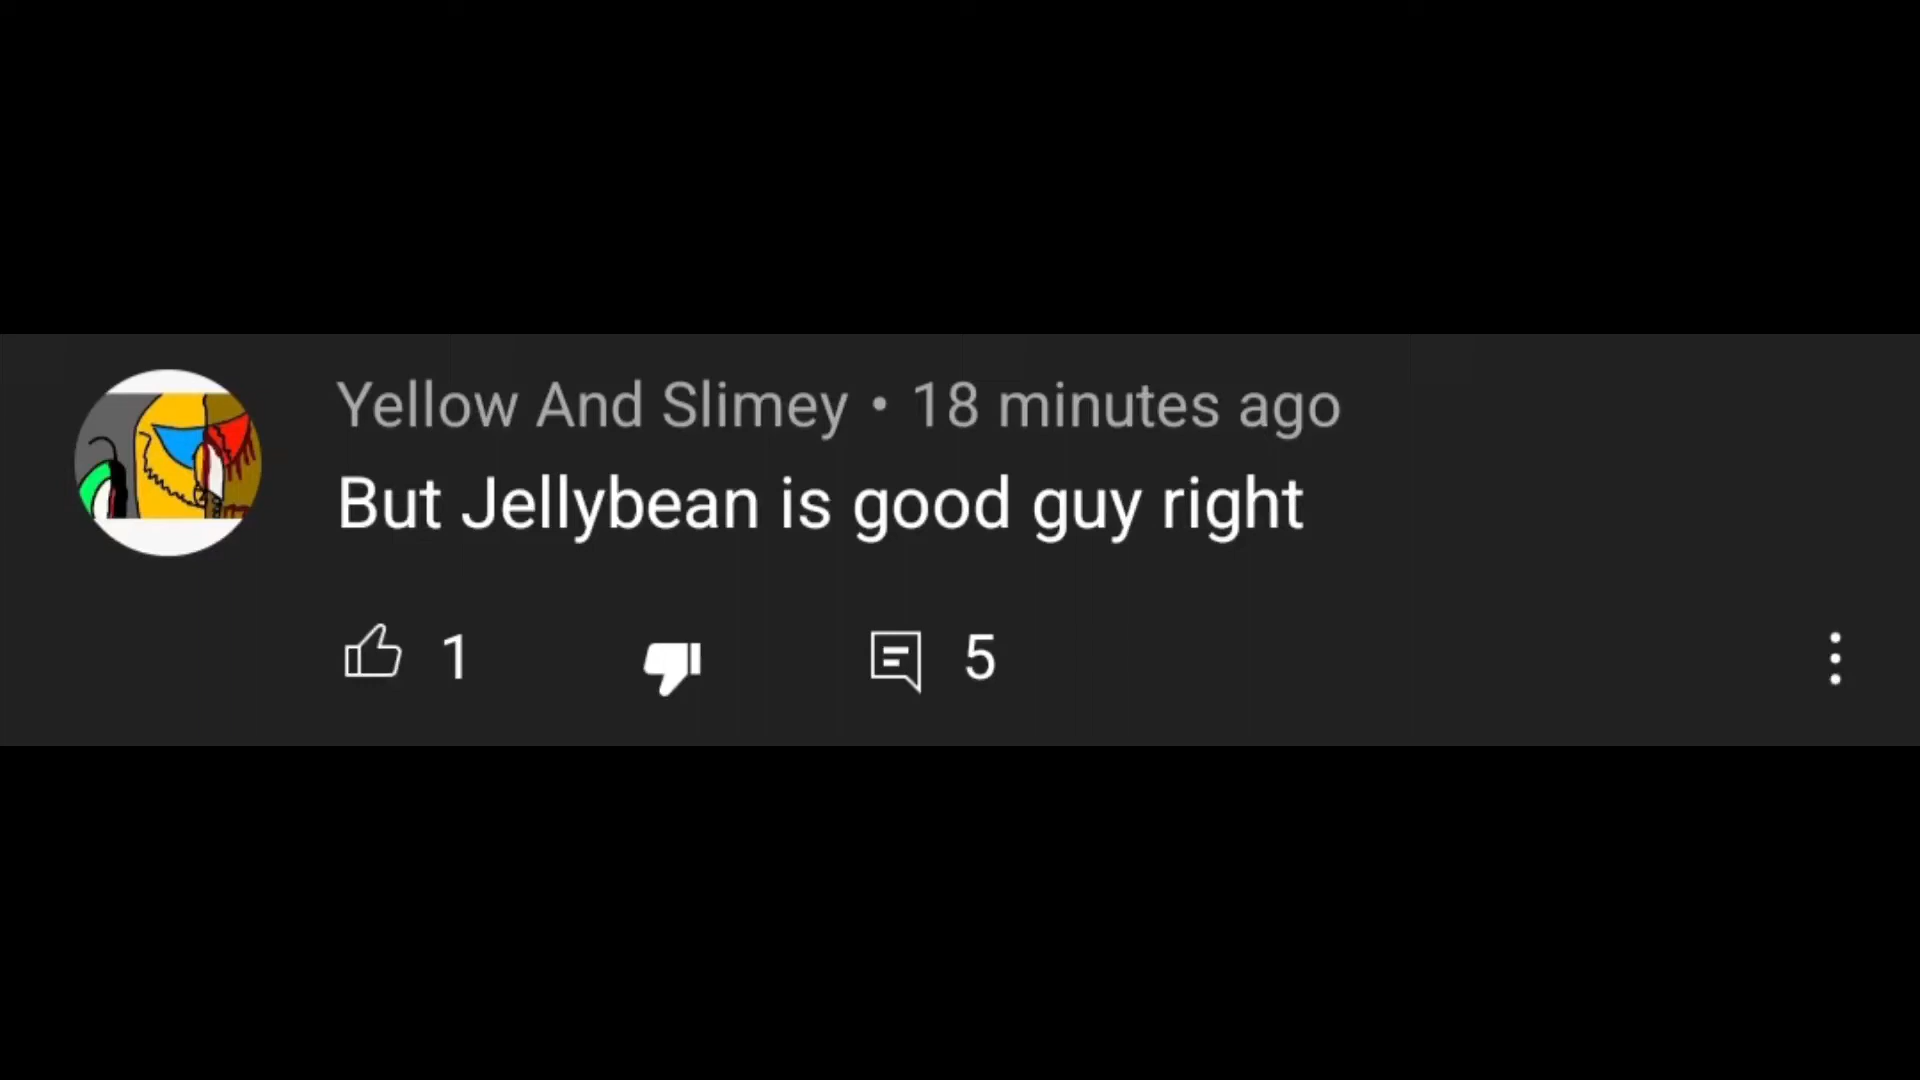 Yellow And Slimey • 18 minutes ago
But Jellybean is good guy right
1 5